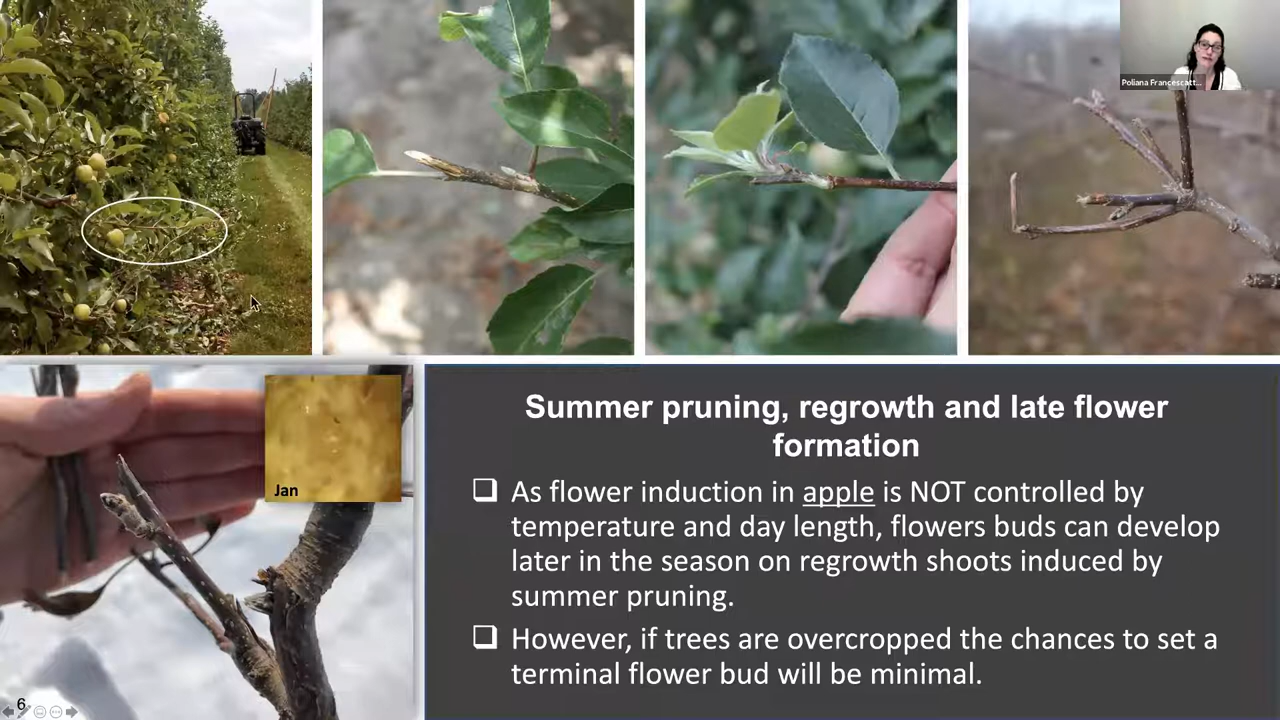 Poliana Francescatt...
Jan
Summer pruning, regrowth and late flower
formation
❑ As flower induction in apple is NOT controlled by
temperature and day length, flowers buds can develop
later in the season on regrowth shoots induced by
summer pruning.
❑ However, if trees are overcropped the chances to set a
terminal flower bud will be minimal.
6